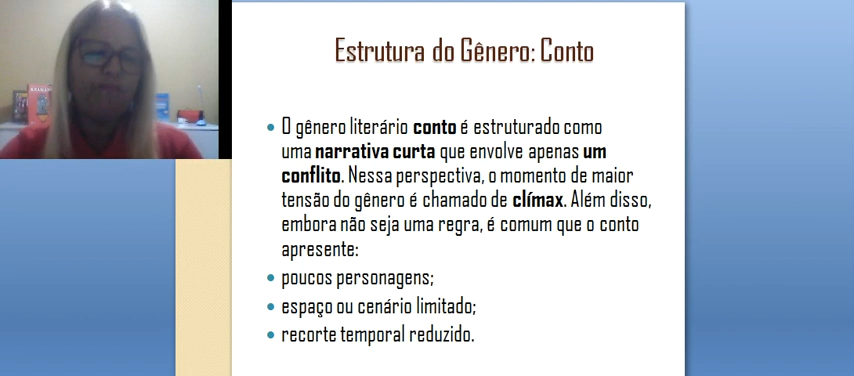 Estrutura do Gênero: Conto
O gênero literário conto é estruturado como
uma narrativa curta que envolve apenas um
conflito. Nessa perspectiva, o momento de maior
tensão do gênero é chamado de clímax. Além disso,
embora não seja uma regra, é comum que o conto
apresente:
poucos personagens;
espaço ou cenário limitado;
recorte temporal reduzido.